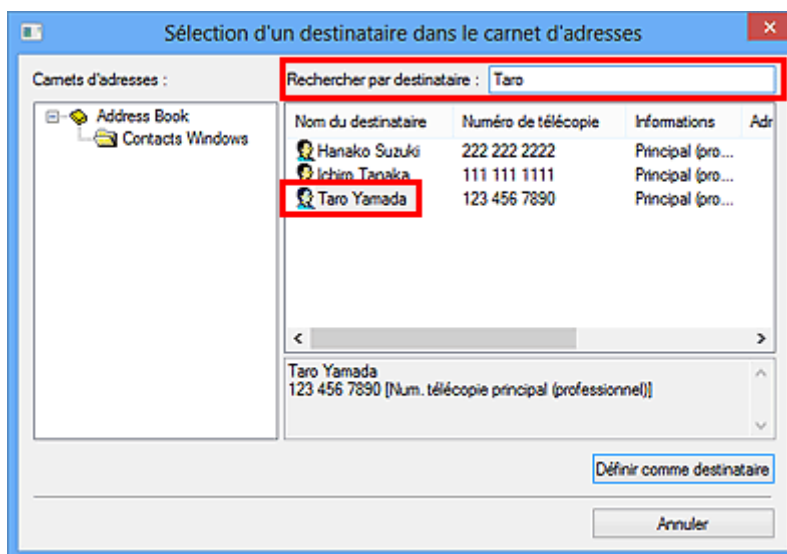 Sélection d'un destinataire dans le carnet d'adresses
Carnets d'adresses :
Rechercher par destinataire : Taro
Address Book
Contacts Windows
Nom du destinataire Numéro de télécopie Informations Adr
Hanako Suzuki 222 222 2222 Principal (pro...
Ichiro Tanaka 111 111 1111 Principal (pro...
Taro Yamada 123 456 7890 Principal (pro...
Taro Yamada
123 456 7890 [Num. télécopie principal (professionnel)]
Définir comme destinataire
Annuler